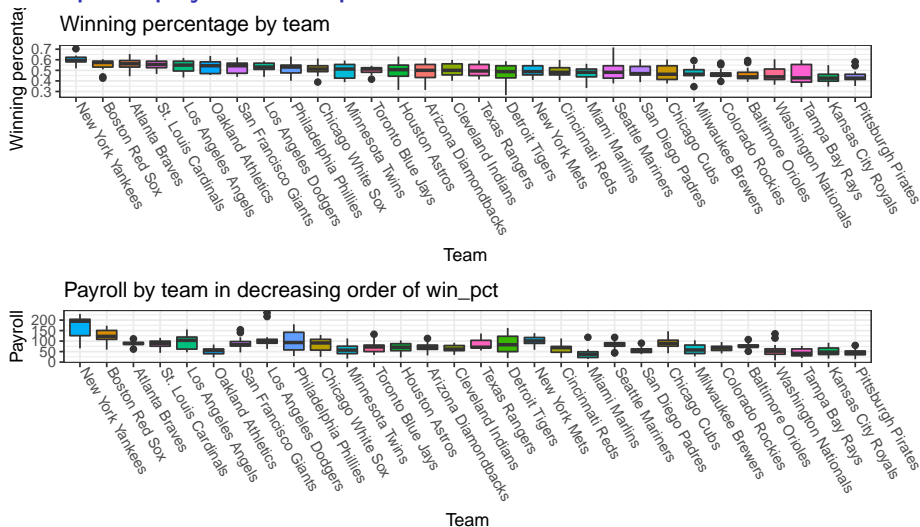 Winning percentage by team
Winning percentag
0.7
0.6
0.5
0.4
0.3
New York Yankees
Boston Red Sox
Atlanta Braves
St. Louis Cardinals
Los Angeles Angels
Oakland Athletics
San Francisco Giants
Los Angeles Dodgers
Philadelphia Phillies
Chicago White Sox
Minnesota Twins
Toronto Blue Jays
Houston Astros
Arizona Diamondbacks
Cleveland Indians
Texas Rangers
Detroit Tigers
New York Mets
Cincinnati Reds
Miami Marlins
Seattle Mariners
San Diego Padres
Chicago Cubs
Milwaukee Brewers
Colorado Rockies
Baltimore Orioles
Washington Nationals
Tampa Bay Rays
Kansas City Royals
Pittsburgh Pirates
Team
Payroll by team in decreasing order of win_pct
Payroll
200
150
100
50
0
New York Yankees
Boston Red Sox
Atlanta Braves
St. Louis Cardinals
Los Angeles Angels
Oakland Athletics
San Francisco Giants
Los Angeles Dodgers
Philadelphia Phillies
Chicago White Sox
Minnesota Twins
Toronto Blue Jays
Houston Astros
Arizona Diamondbacks
Cleveland Indians
Texas Rangers
Detroit Tigers
New York Mets
Cincinnati Reds
Miami Marlins
Seattle Mariners
San Diego Padres
Chicago Cubs
Milwaukee Brewers
Colorado Rockies
Baltimore Orioles
Washington Nationals
Tampa Bay Rays
Kansas City Royals
Pittsburgh Pirates
Team